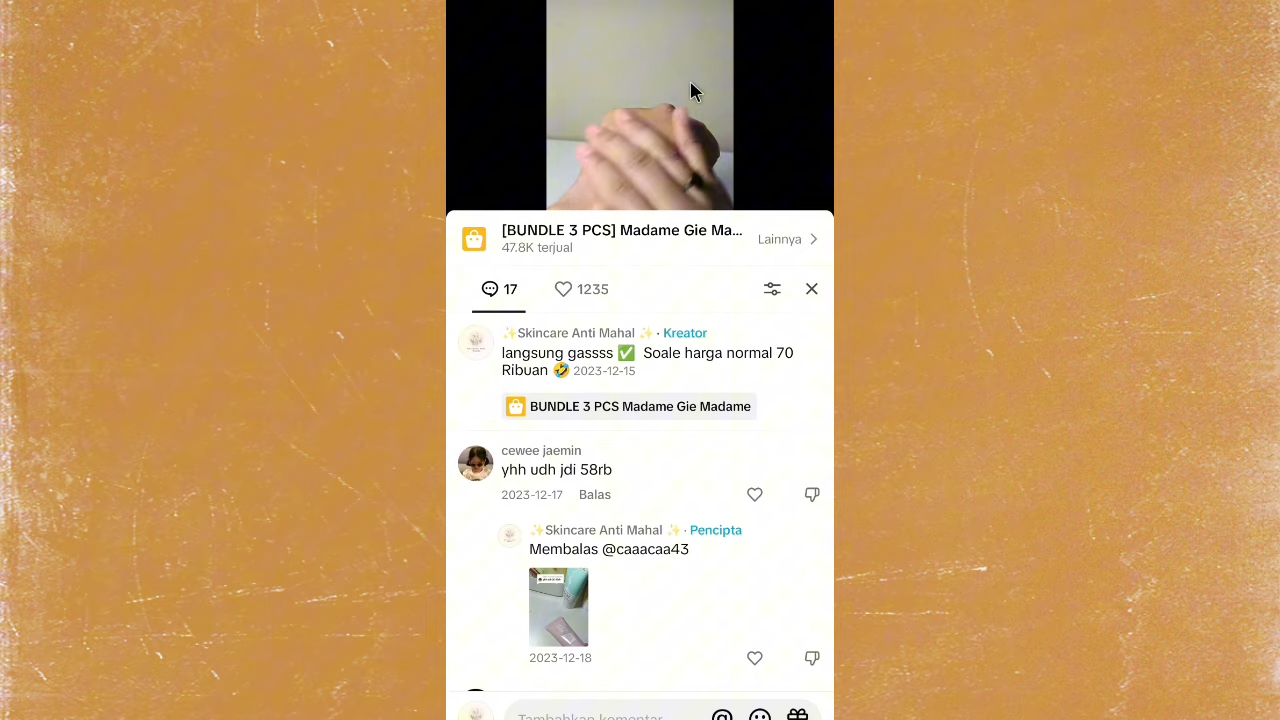 [BUNDLE 3 PCS] Madame Gie Ma...
47.8K terjual
Lainnya
17
1235
✨Skincare Anti Mahal ✨ · Kreator
langsung gassss ✅ Soale harga normal 70
Ribuan 🤣 2023-12-15
BUNDLE 3 PCS Madame Gie Madame
cewee jaemin
yhh udh jdi 58rb
2023-12-17 Balas
✨Skincare Anti Mahal ✨ · Pencipta
Membalas @caaacaa43
2023-12-18
Tambahkan komentar